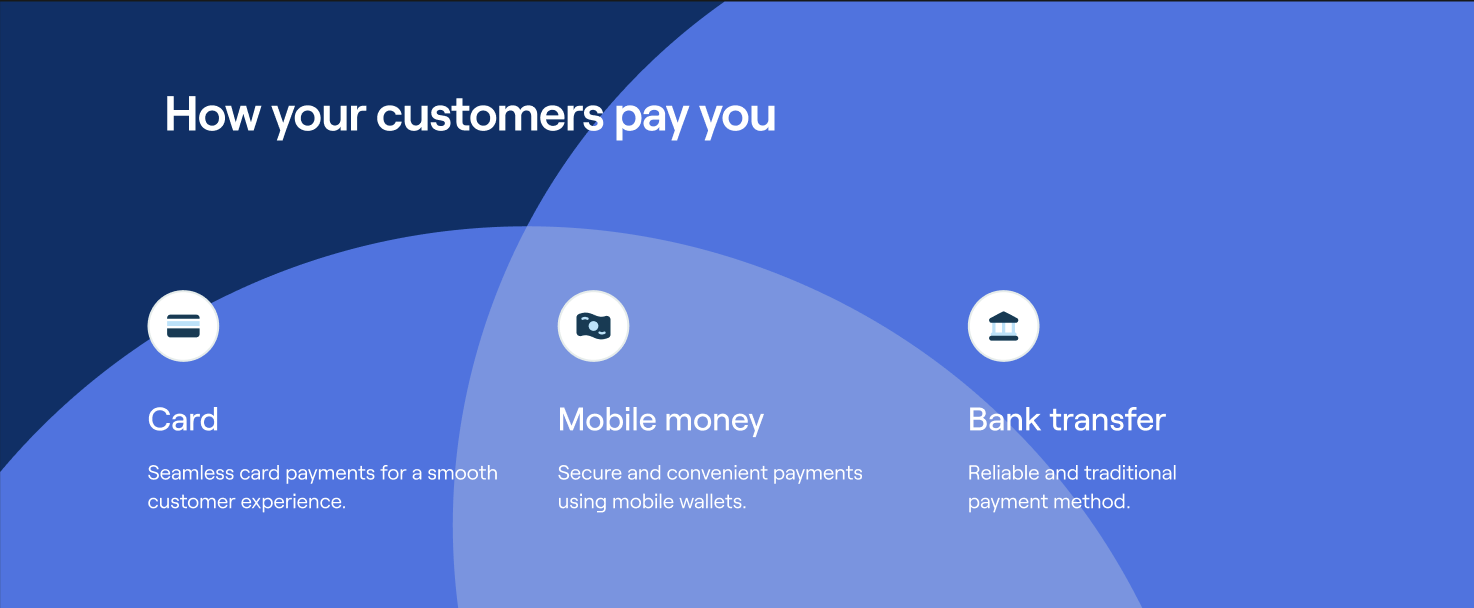 How your customers pay you
Card
Seamless card payments for a smooth
customer experience.
Mobile money
Secure and convenient payments
using mobile wallets.
Bank transfer
Reliable and traditional
payment method.